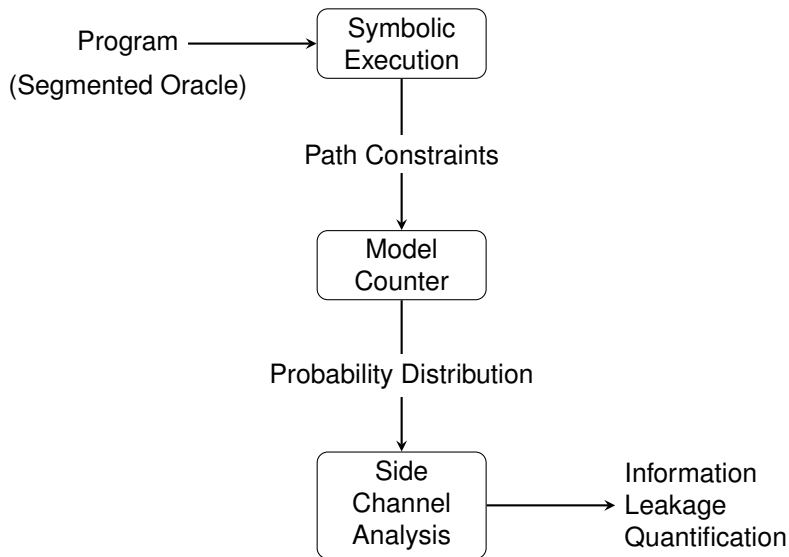 Program
(Segmented Oracle)
Symbolic
Execution
Path Constraints
Model
Counter
Probability Distribution
Side
Channel
Analysis
Information
Leakage
Quantification